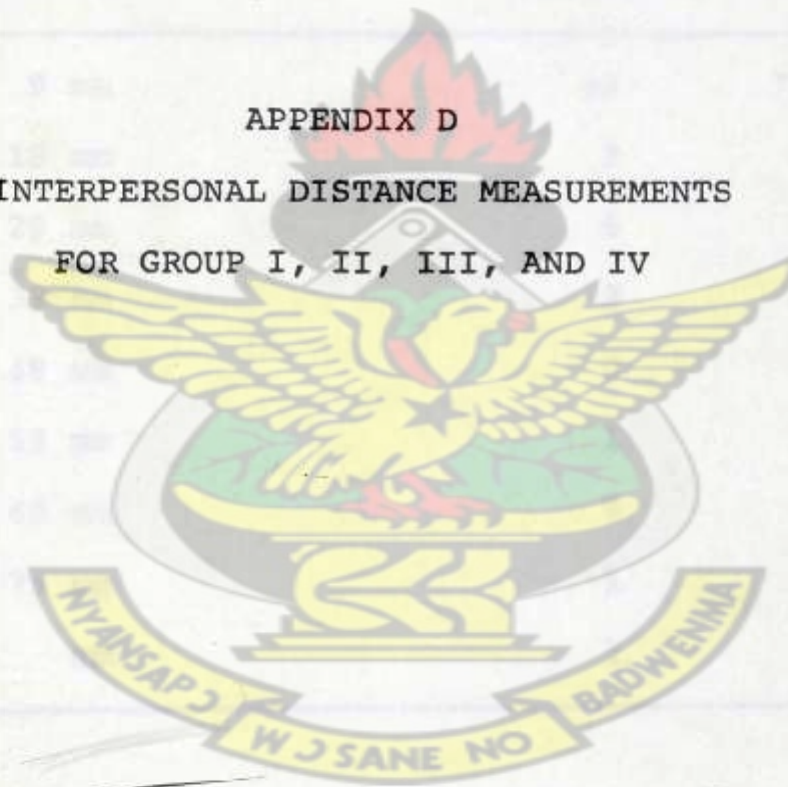 APPENDIX D
INTERPERSONAL DISTANCE MEASUREMENTS
FOR GROUP I, II, III, AND IV
NYANSAPƆ
WƆSANE NO
BADWENMA